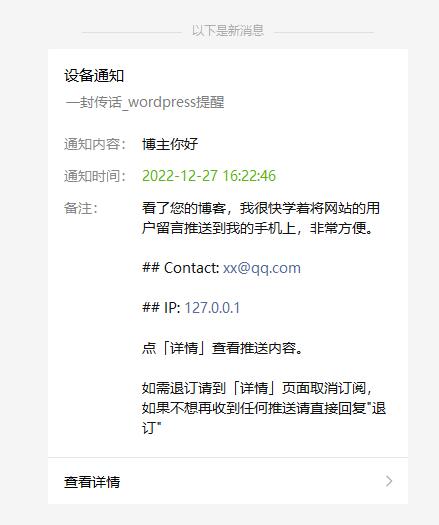 以下是新消息
设备通知
一封传话_wordpress提醒
通知内容： 博主你好
通知时间： 2022-12-27 16:22:46
备注： 看了您的博客，我很快学着将网站的用
户留言推送到我的手机上，非常方便。
## Contact: xx@qq.com
## IP: 127.0.0.1
点「详情」查看推送内容。
如需退订请到「详情」页面取消订阅，
如果不想再收到任何推送请直接回复"退
订"
查看详情